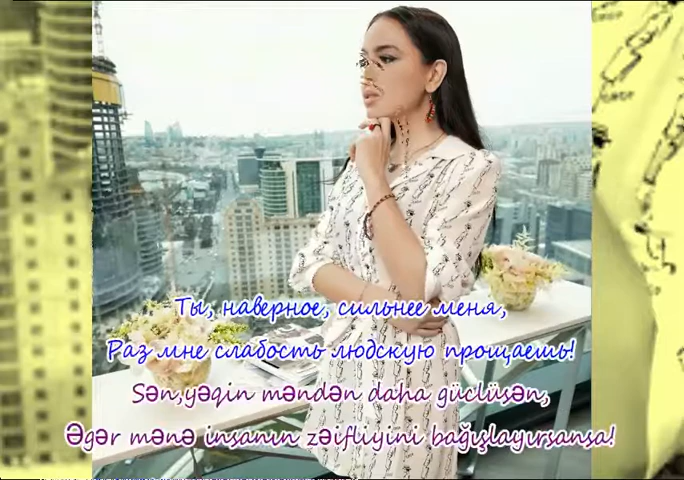 Ты, наверное, сильнее меня,
Раз мне слабость людскую прощаешь!
Sən,yəqin məndən daha güclüsən,
Əgər mənə insanın zəifliyini bağışlayırsansa!